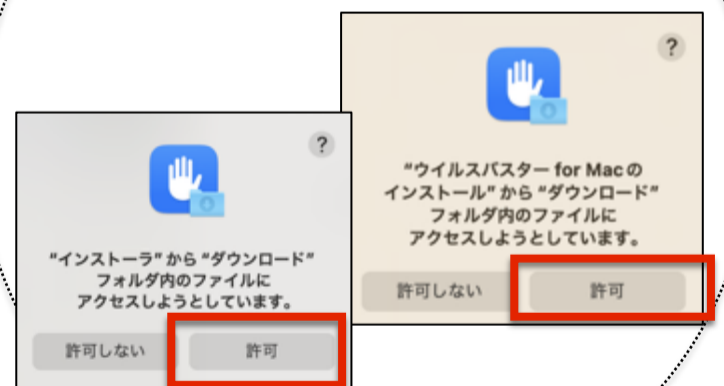 ?
“ウイルスバスター for Macの
インストール” から “ダウンロード”
フォルダ内のファイルに
アクセスしようとしています。
許可しない
許可
?
“インストーラ” から “ダウンロード”
フォルダ内のファイルに
アクセスしようとしています。
許可しない
許可